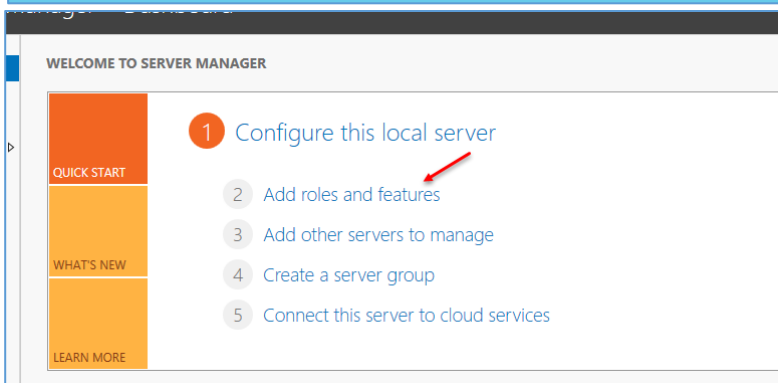 WELCOME TO SERVER MANAGER
QUICK START
WHAT'S NEW
LEARN MORE
1 Configure this local server
2 Add roles and features
3 Add other servers to manage
4 Create a server group
5 Connect this server to cloud services